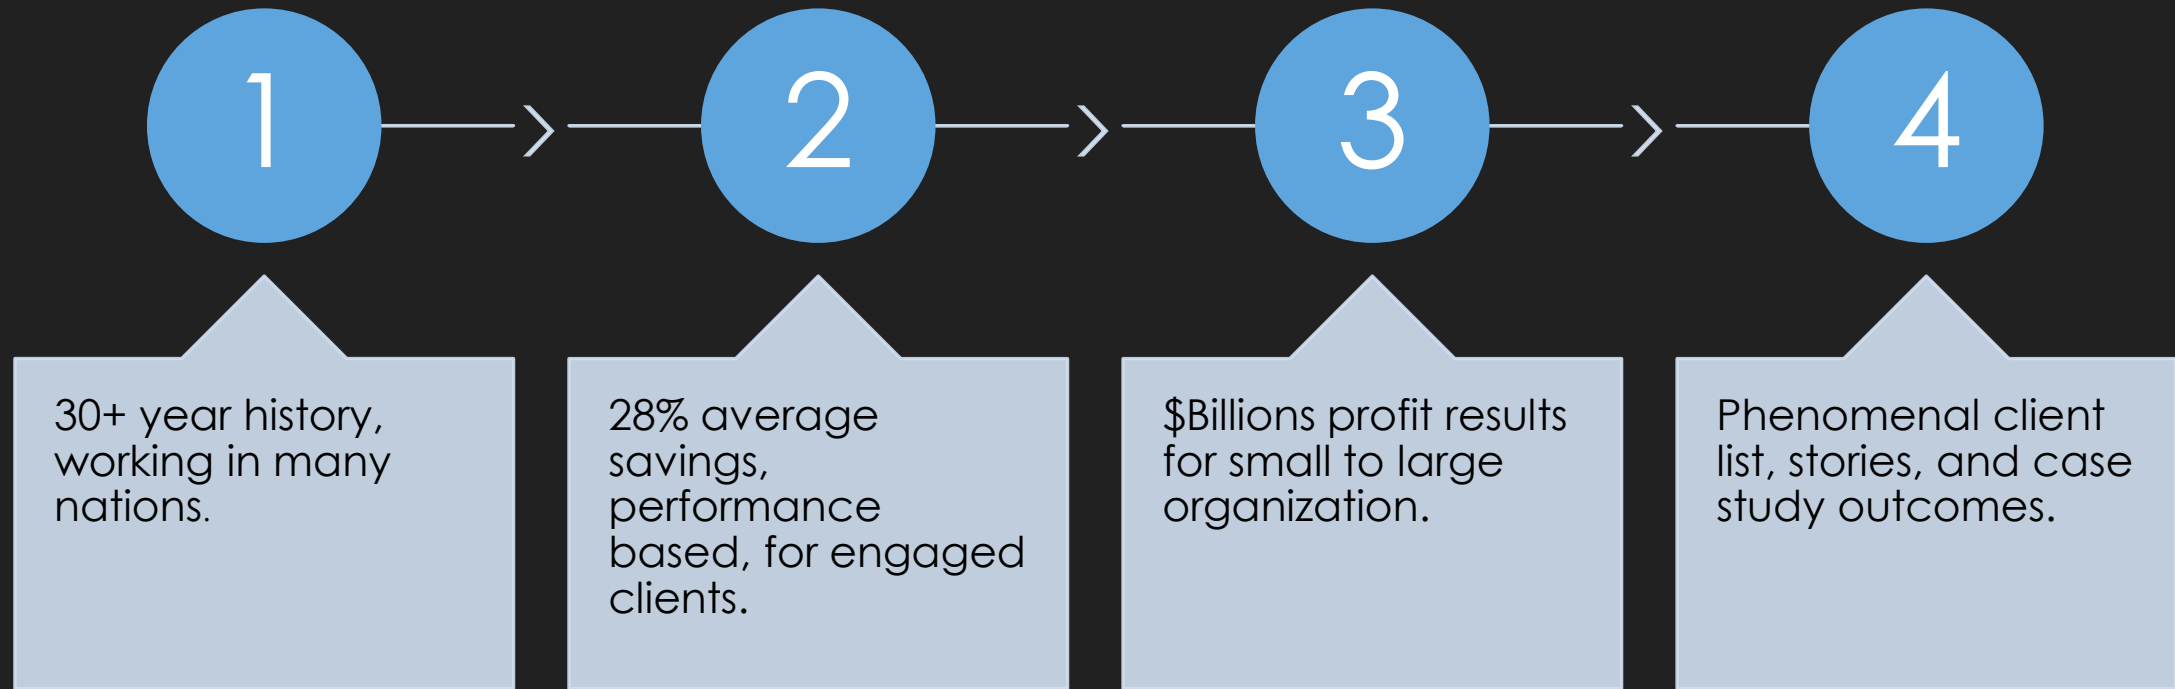 1
2
3
4
30+ year history,
working in many
nations.
28% average
savings,
performance
based, for engaged
clients.
$Billions profit results
for small to large
organization.
Phenomenal client
list, stories, and case
study outcomes.